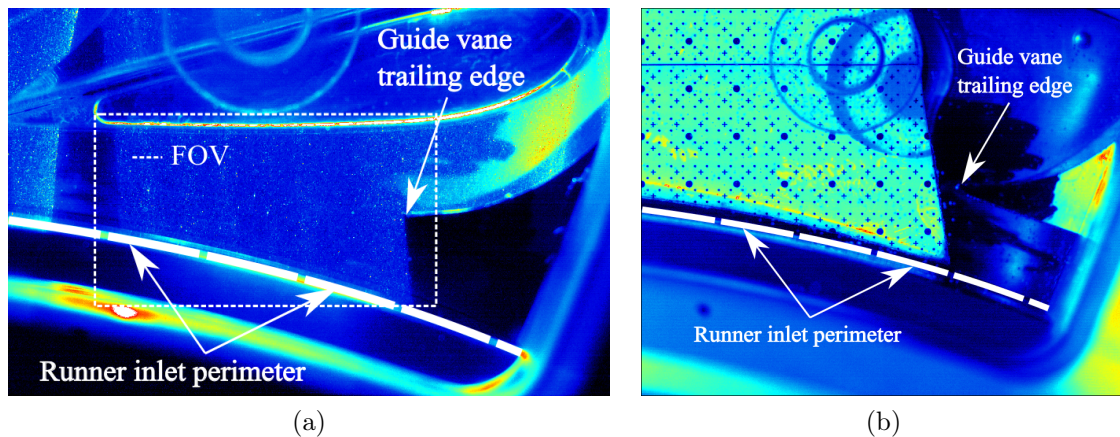 Guide vane
trailing edge
FOV
Runner inlet perimeter
(a)
Guide vane
trailing edge
Runner inlet perimeter
(b)